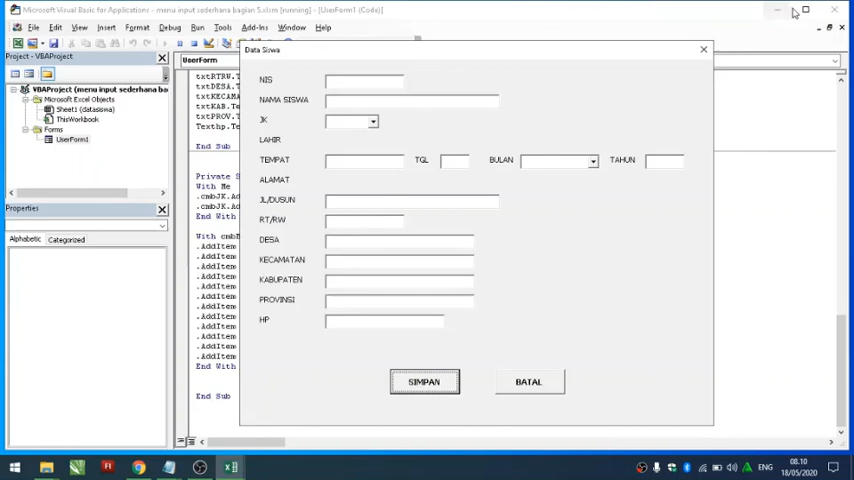 Microsoft Visual Basic for Applications - menu input sederhana bagian 5.xlsm [running] - [UserForm1 (Code)]
File Edit View Insert Format Debug Run Tools Add-Ins Window Help
Project - VBAProject
UserForm
VBAProject (menu input sederhana ba
Microsoft Excel Objects
Sheet1 (datasiswa)
ThisWorkbook
Forms
UserForm1
Properties
Alphabetic Categorized
txtRTRW.T
txtDESA.T
txtKECAMA
txtKAB.Te
txtPROV.T
Texthp.Te
End Sub
Private S
With Me
.cmbJK.Ad
.cmbJK.Ad
End With
With cmbB
.AddItem
.AddItem
.AddItem
.AddItem
.AddItem
.AddItem
.AddItem
.AddItem
.AddItem
.AddItem
.AddItem
.AddItem
End With
End Sub
Data Siswa
NIS
NAMA SISWA
JK
LAHIR
TEMPAT TGL BULAN TAHUN
ALAMAT
JL/DUSUN
RT/RW
DESA
KECAMATAN
KABUPATEN
PROVINSI
HP
SIMPAN BATAL
ENG
08.10
18/05/2020